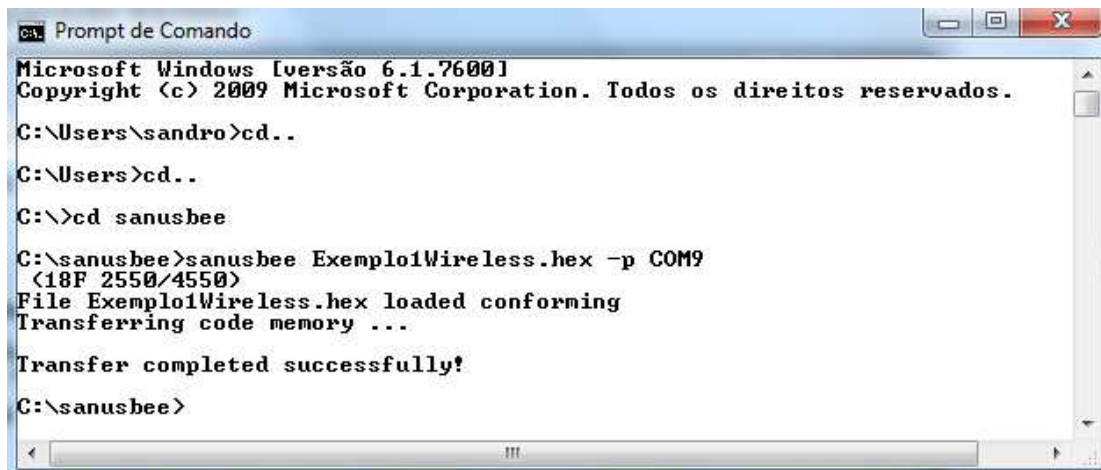 Prompt de Comando
Microsoft Windows [versão 6.1.7600]
Copyright (c) 2009 Microsoft Corporation. Todos os direitos reservados.
C:\Users\sandro>cd..
C:\Users>cd..
C:\>cd sanusbee
C:\sanusbee>sanusbee Exemplo1Wireless.hex -p COM9
(18F 2550/4550)
File Exemplo1Wireless.hex loaded conforming
Transferring code memory ...
Transfer completed successfully!
C:\sanusbee>